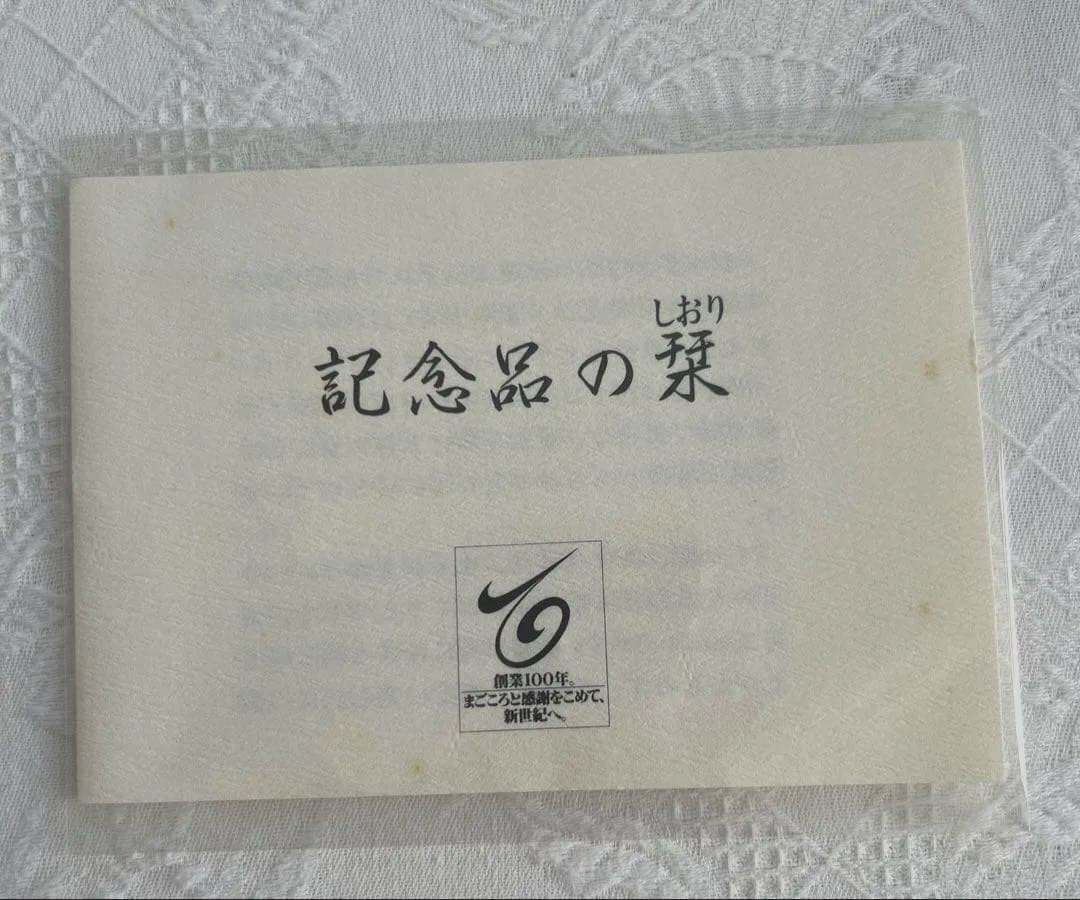 しおり
記念品の栞
創業100年。
まごころと感謝をこめて、
新世紀へ。